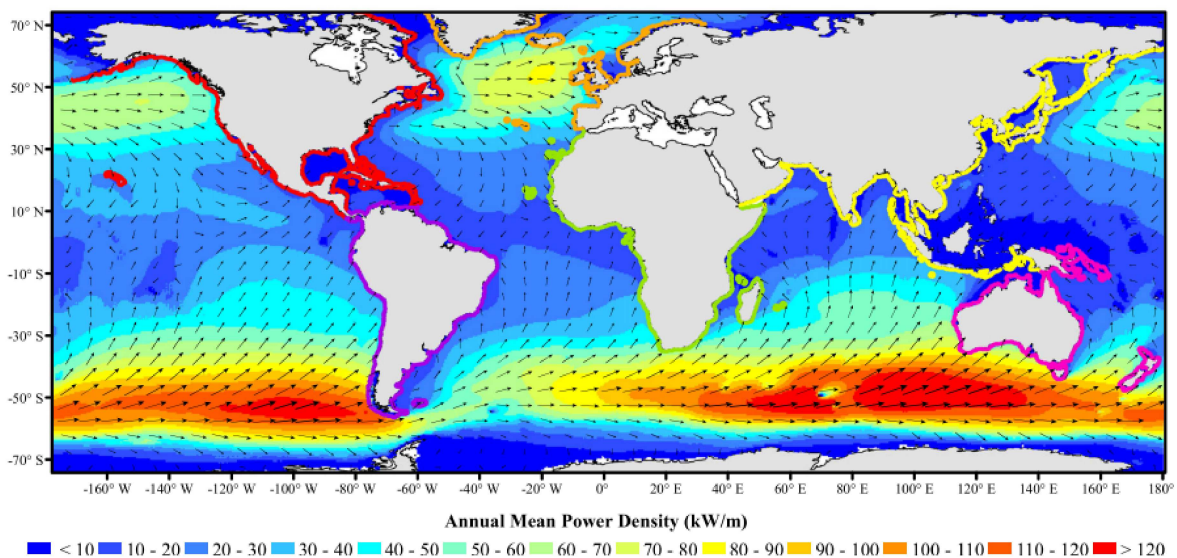 70° N
50° N
30° N
10° N
-10° S
-30° S
-50° S
-70° S
-160° W -140° W -120° W -100° W -80° W -60° W -40° W -20° W 0° 20° E 40° E 60° E 80° E 100° E 120° E 140° E 160° E 180°
Annual Mean Power Density (kW/m)
< 10 10 - 20 20 - 30 30 - 40 40 - 50 50 - 60 60 - 70 70 - 80 80 - 90 90 - 100 100 - 110 110 - 120 > 120